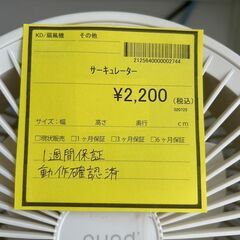 KD/扇風機 その他
2125640000002744
サーキュレーター
¥2,200(税込)
320725
サイズ:幅 高さ 奥行 cm
□現状販売 □1ヶ月保証 □3ヶ月保証 □6ヶ月保証
1週間保証
動作確認済